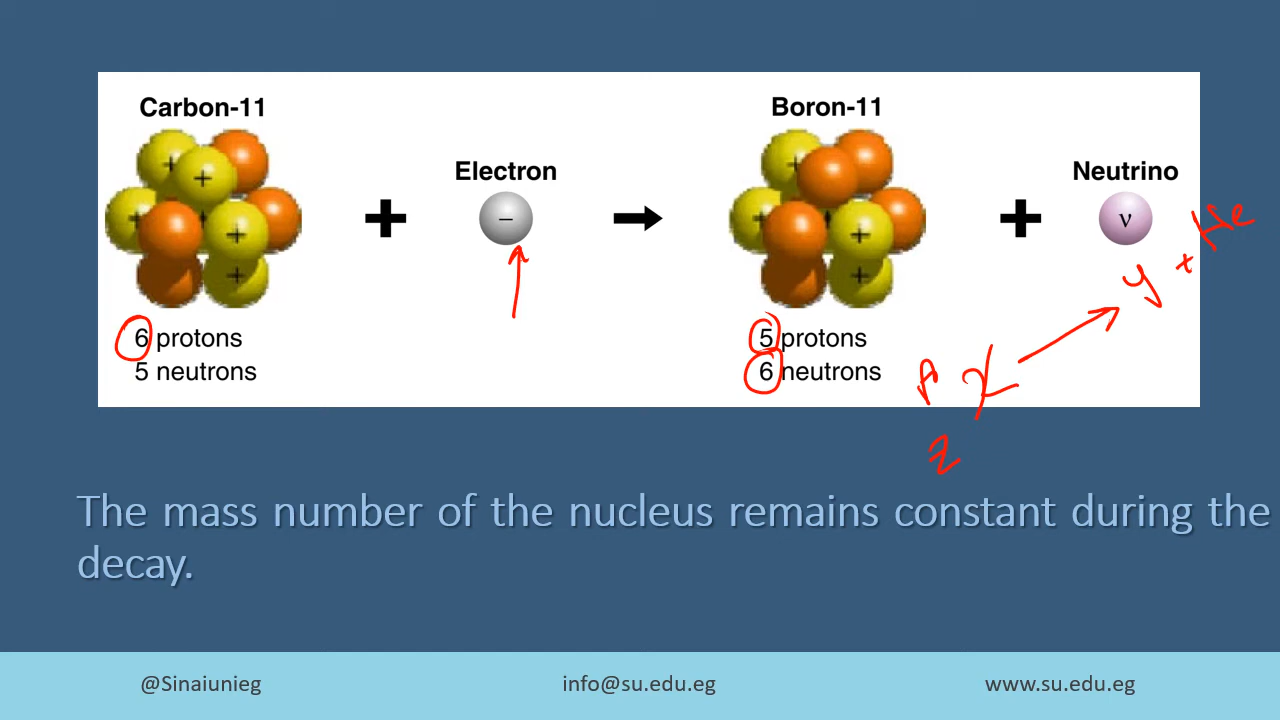 Carbon-11
Boron-11
Electron
Neutrino
+
−
+
ν
6 protons
5 neutrons
5 protons
6 neutrons
A
Z
X
y + He
The mass number of the nucleus remains constant during the
decay.
@Sinaiunieg
info@su.edu.eg
www.su.edu.eg